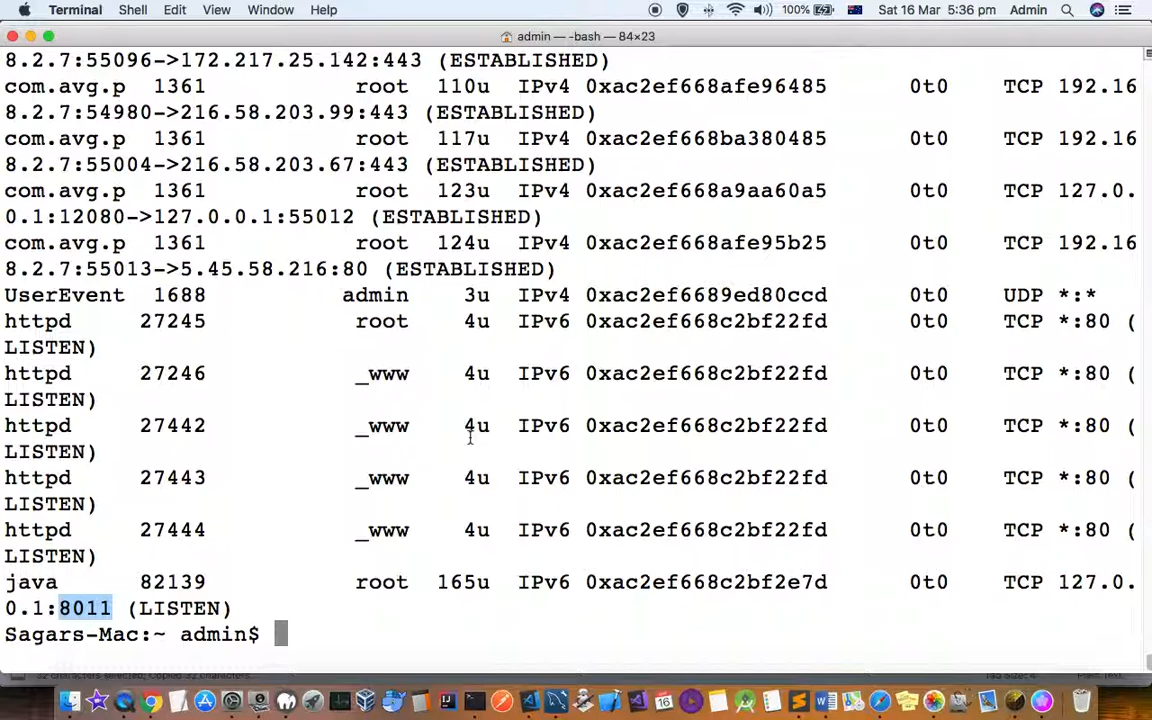 Terminal Shell Edit View Window Help 100% Sat 16 Mar 5:36 pm Admin
admin — -bash — 84×23
8.2.7:55096->172.217.25.142:443 (ESTABLISHED)
com.avg.p 1361 root 110u IPv4 0xac2ef668afe96485 0t0 TCP 192.16
8.2.7:54980->216.58.203.99:443 (ESTABLISHED)
com.avg.p 1361 root 117u IPv4 0xac2ef668ba380485 0t0 TCP 192.16
8.2.7:55004->216.58.203.67:443 (ESTABLISHED)
com.avg.p 1361 root 123u IPv4 0xac2ef668a9aa60a5 0t0 TCP 127.0.
0.1:12080->127.0.0.1:55012 (ESTABLISHED)
com.avg.p 1361 root 124u IPv4 0xac2ef668afe95b25 0t0 TCP 192.16
8.2.7:55013->5.45.58.216:80 (ESTABLISHED)
UserEvent 1688 admin 3u IPv4 0xac2ef6689ed80ccd 0t0 UDP *:*
httpd 27245 root 4u IPv6 0xac2ef668c2bf22fd 0t0 TCP *:80 (
LISTEN)
httpd 27246 _www 4u IPv6 0xac2ef668c2bf22fd 0t0 TCP *:80 (
LISTEN)
httpd 27442 _www 4u IPv6 0xac2ef668c2bf22fd 0t0 TCP *:80 (
LISTEN)
httpd 27443 _www 4u IPv6 0xac2ef668c2bf22fd 0t0 TCP *:80 (
LISTEN)
httpd 27444 _www 4u IPv6 0xac2ef668c2bf22fd 0t0 TCP *:80 (
LISTEN)
java 82139 root 165u IPv6 0xac2ef668c2bf2e7d 0t0 TCP 127.0.
0.1:8011 (LISTEN)
Sagars-Mac:~ admin$